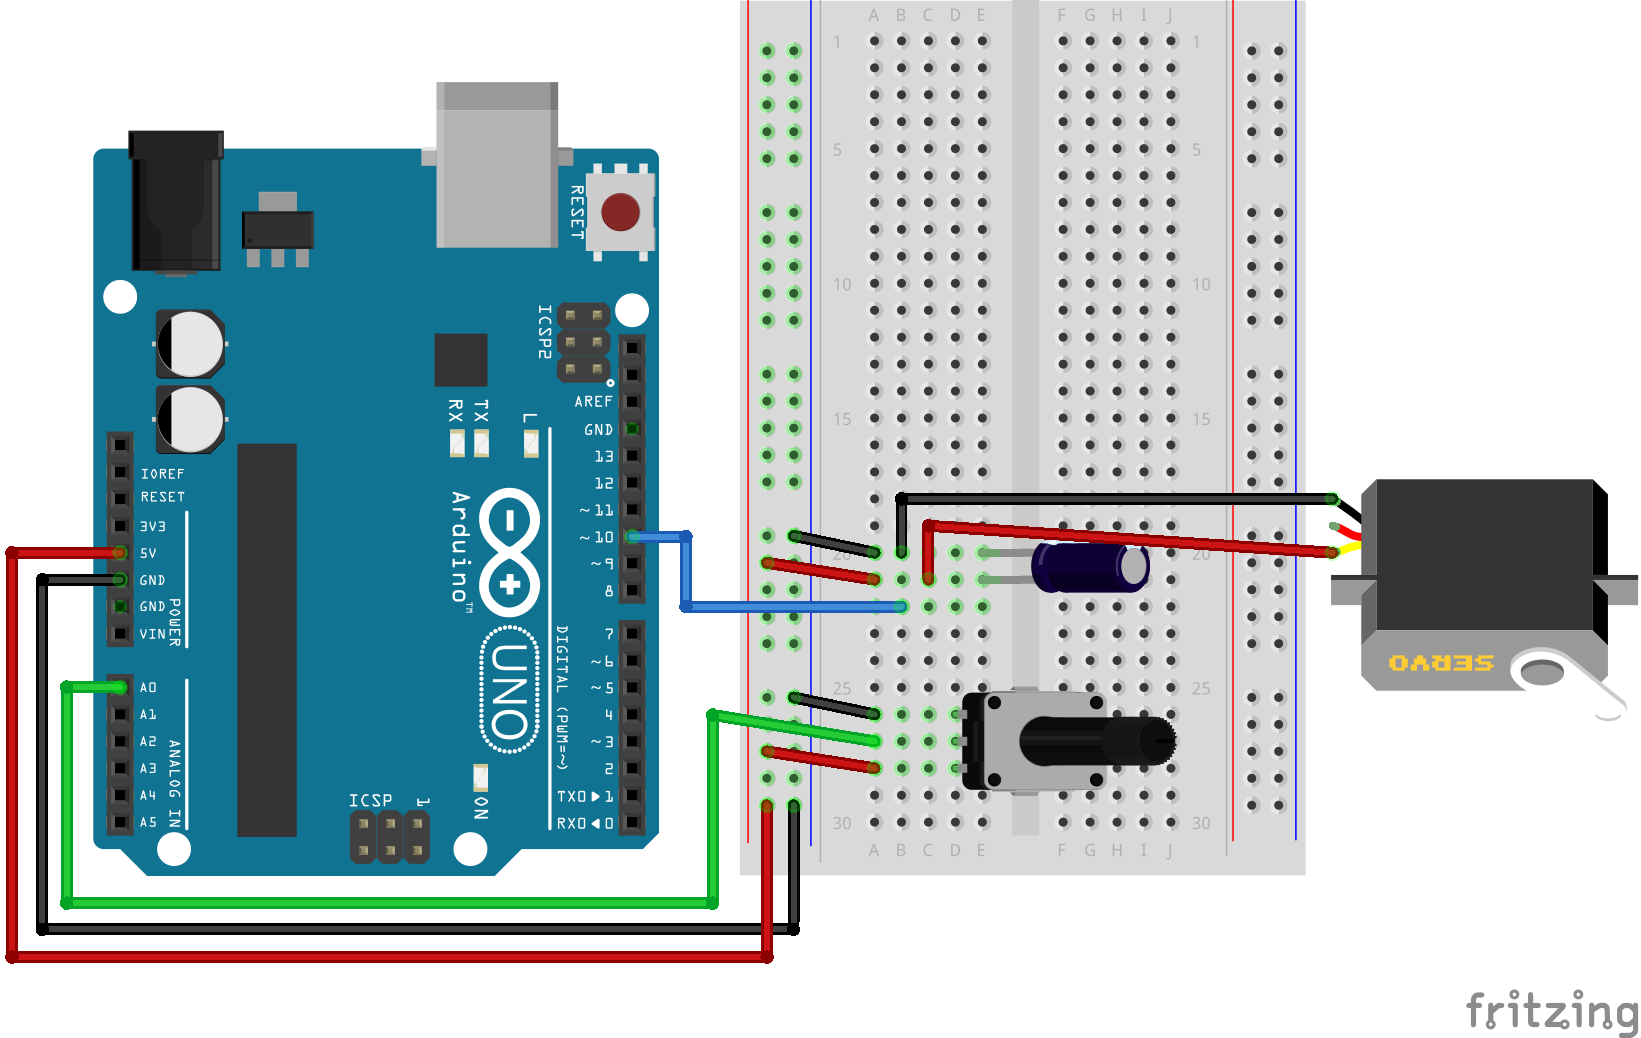 A B C D E F G H I J
1 1
5 5
10 10
15 15
20 20
25 25
30 30
A B C D E F G H I J
RESET
ICSP2
AREF
GND
13
12
~11
~10
~9
8
7
~6
~5
4
~3
2
TX0▶1
RX0◀0
DIGITAL (PWM=~)
RX
TX
L
Arduino™
UNO
ON
ICSP
1
IOREF
RESET
3V3
5V
GND
GND
VIN
POWER
A0
A1
A2
A3
A4
A5
ANALOG IN
SERVO
fritzing